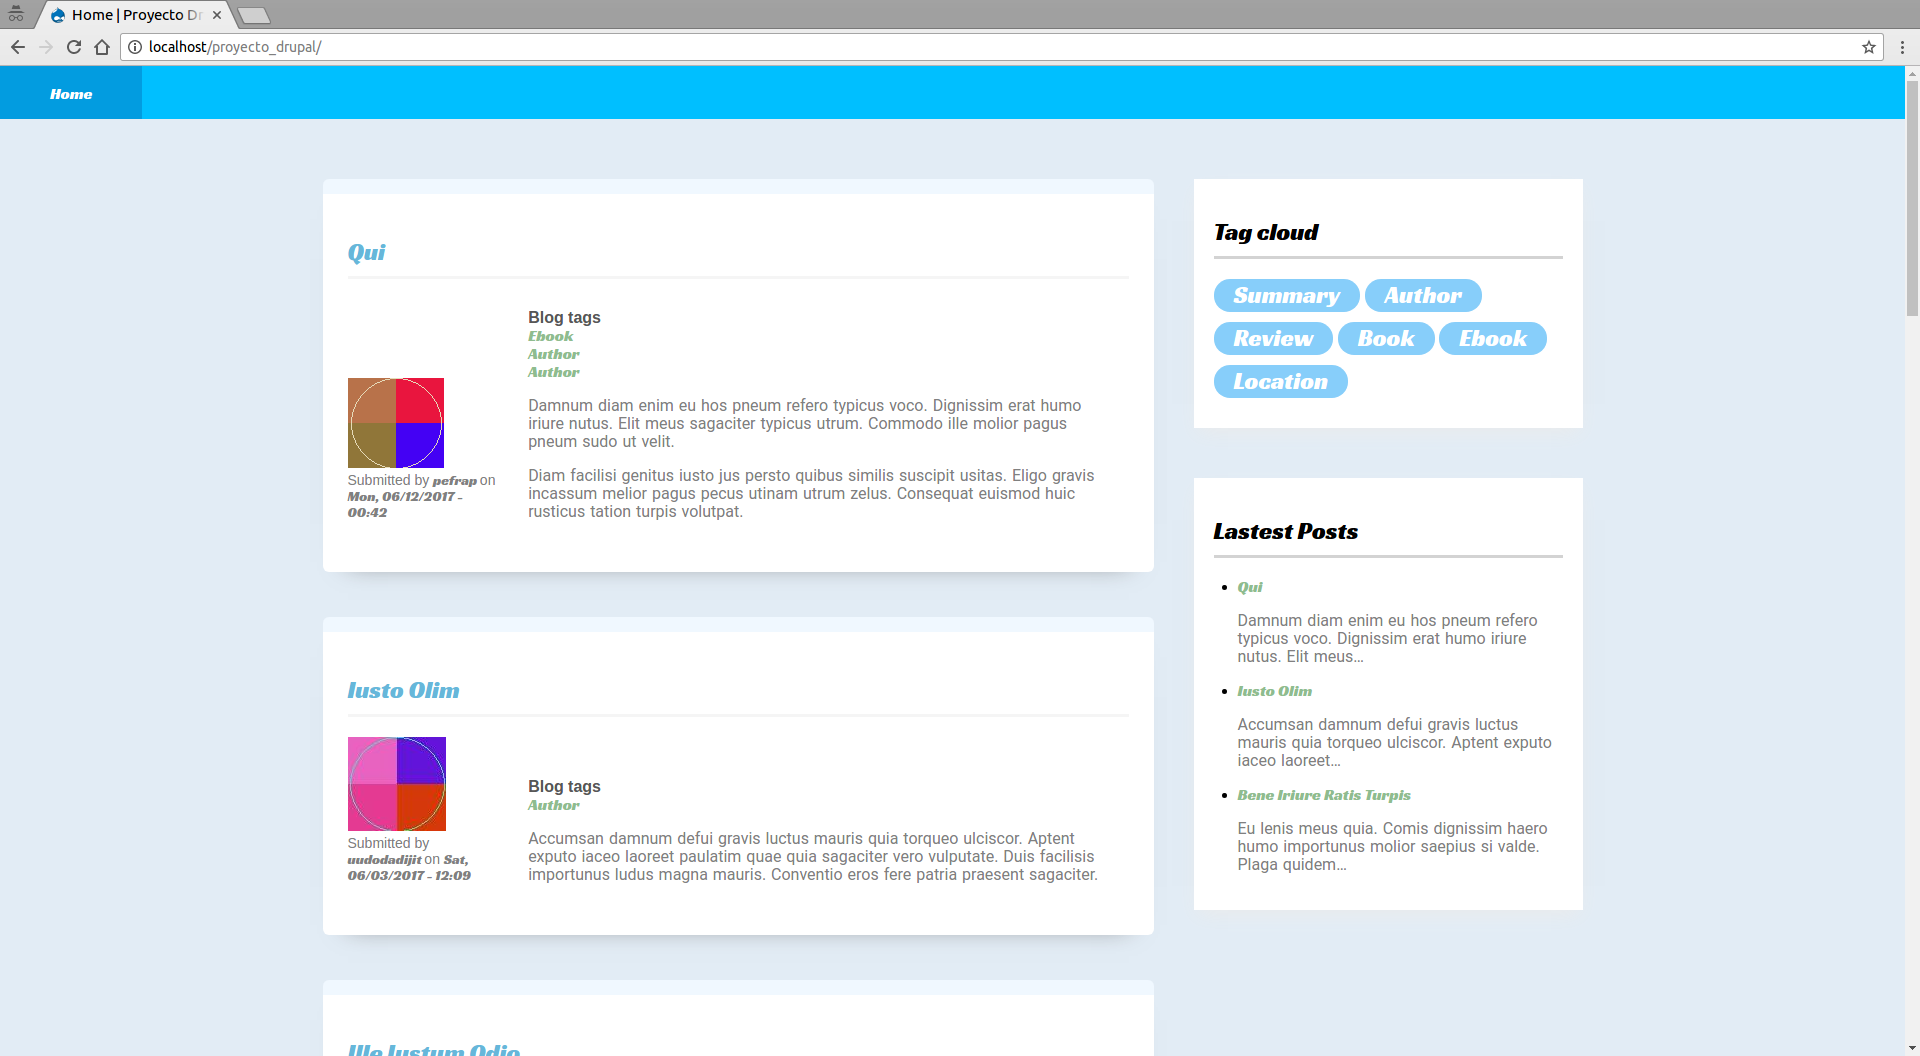 Home | Proyecto Dr
localhost/proyecto_drupal/
Home
Qui
Blog tags
Ebook
Author
Author
Damnum diam enim eu hos pneum refero typicus voco. Dignissim erat humo
iriure nutus. Elit meus sagaciter typicus utrum. Commodo ille molior pagus
pneum sudo ut velit.
Diam facilisi genitus iusto jus persto quibus similis suscipit usitas. Eligo gravis
incassum melior pagus pecus utinam utrum zelus. Consequat euismod huic
rusticus tation turpis volutpat.
Submitted by pefrap on
Mon, 06/12/2017 -
00:42
Iusto Olim
Blog tags
Author
Accumsan damnum defui gravis luctus mauris quia torqueo ulciscor. Aptent
exputo iaceo laoreet paulatim quae quia sagaciter vero vulputate. Duis facilisis
importunus ludus magna mauris. Conventio eros fere patria praesent sagaciter.
Submitted by
uudodadijit on Sat,
06/03/2017 - 12:09
Ille Iustum Odio
Tag cloud
Summary Author
Review Book Ebook
Location
Lastest Posts
Qui
Damnum diam enim eu hos pneum refero
typicus voco. Dignissim erat humo iriure
nutus. Elit meus...
Iusto Olim
Accumsan damnum defui gravis luctus
mauris quia torqueo ulciscor. Aptent exputo
iaceo laoreet...
Bene Iriure Ratis Turpis
Eu lenis meus quia. Comis dignissim haero
humo importunus molior saepius si valde.
Plaga quidem...